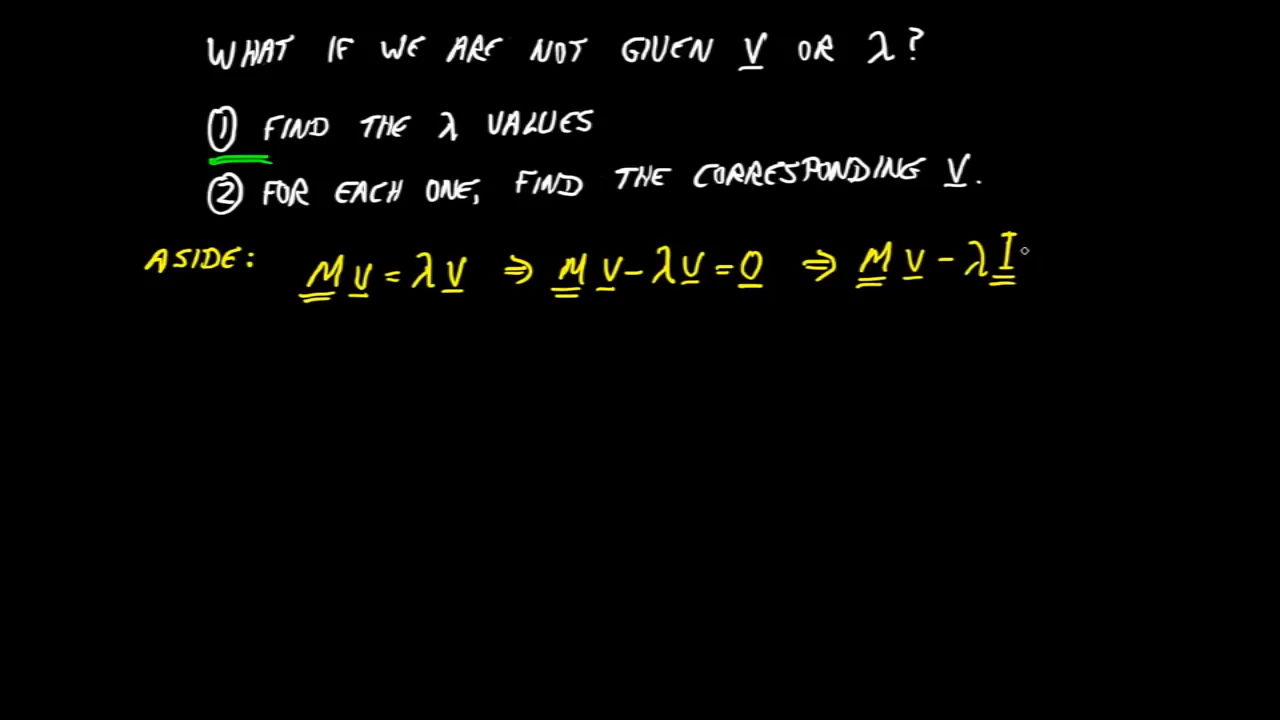 WHAT IF WE ARE NOT GIVEN V OR λ?
① FIND THE λ VALUES
② FOR EACH ONE, FIND THE CORRESPONDING V.
ASIDE: M V = λ V ⇒ M V - λ V = 0 ⇒ M V - λ I